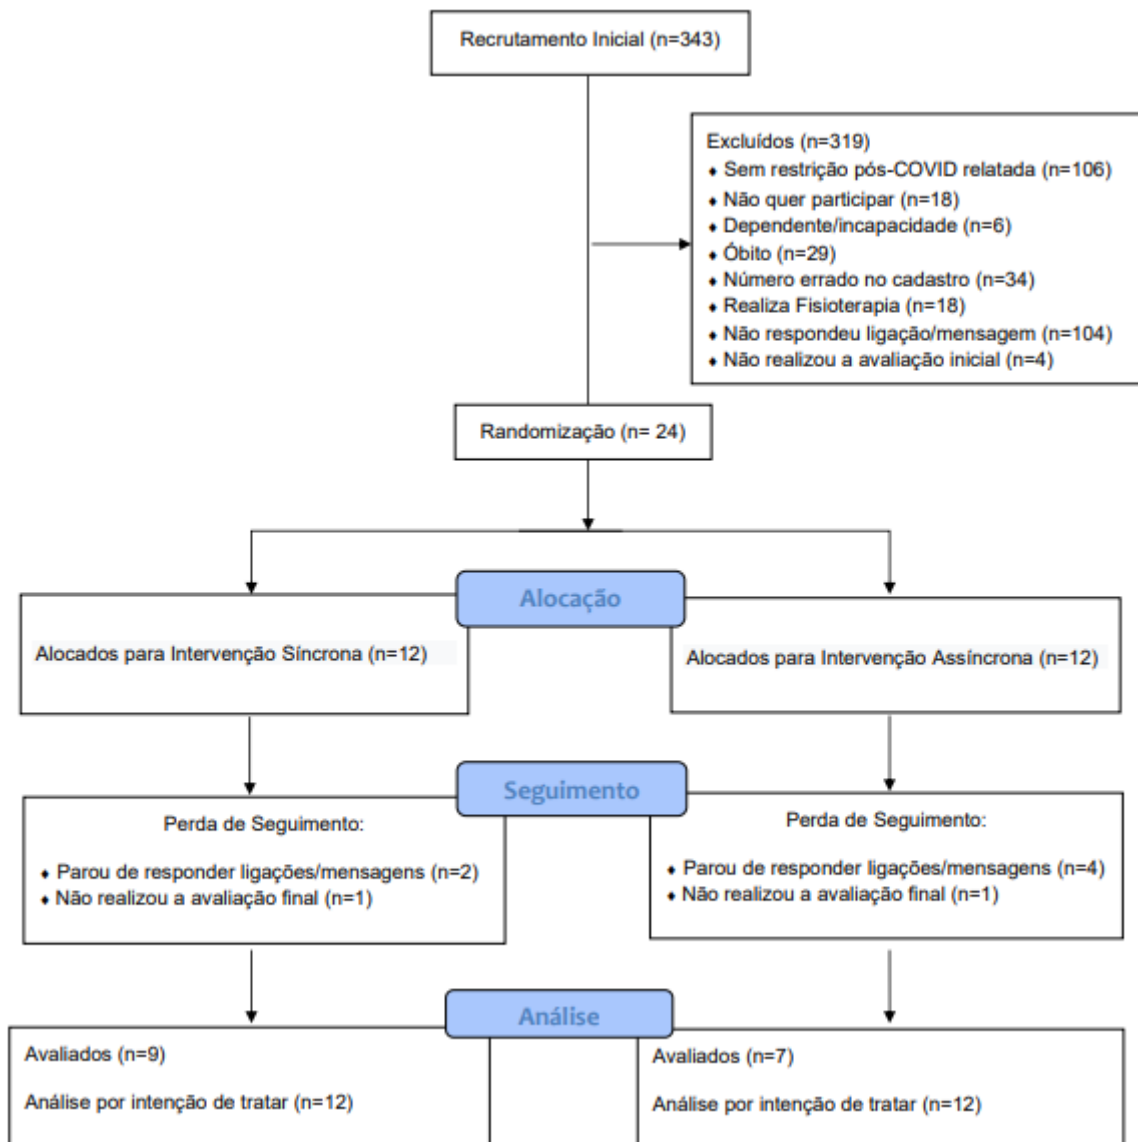 Recrutamento Inicial (n=343)
Excluídos (n=319)
♦ Sem restrição pós-COVID relatada (n=106)
♦ Não quer participar (n=18)
♦ Dependente/incapacidade (n=6)
♦ Óbito (n=29)
♦ Número errado no cadastro (n=34)
♦ Realiza Fisioterapia (n=18)
♦ Não respondeu ligação/mensagem (n=104)
♦ Não realizou a avaliação inicial (n=4)
Randomização (n= 24)
Alocação
Alocados para Intervenção Síncrona (n=12)
Alocados para Intervenção Assíncrona (n=12)
Seguimento
Perda de Seguimento:
♦ Parou de responder ligações/mensagens (n=2)
♦ Não realizou a avaliação final (n=1)
Perda de Seguimento:
♦ Parou de responder ligações/mensagens (n=4)
♦ Não realizou a avaliação final (n=1)
Análise
Avaliados (n=9)
Análise por intenção de tratar (n=12)
Avaliados (n=7)
Análise por intenção de tratar (n=12)